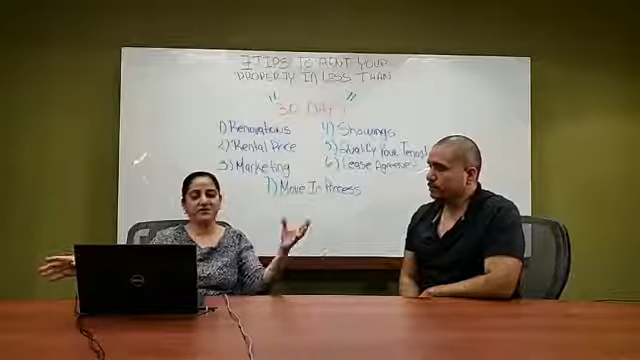 7 TIPS TO RENT YOUR
PROPERTY IN LESS THAN
" "
30 DAYS
1) Renovations
2) Rental Price
3) Marketing
4) Showings
5) Qualify Your Tenant
6) Lease Agreement
7) Move In Process
DELL